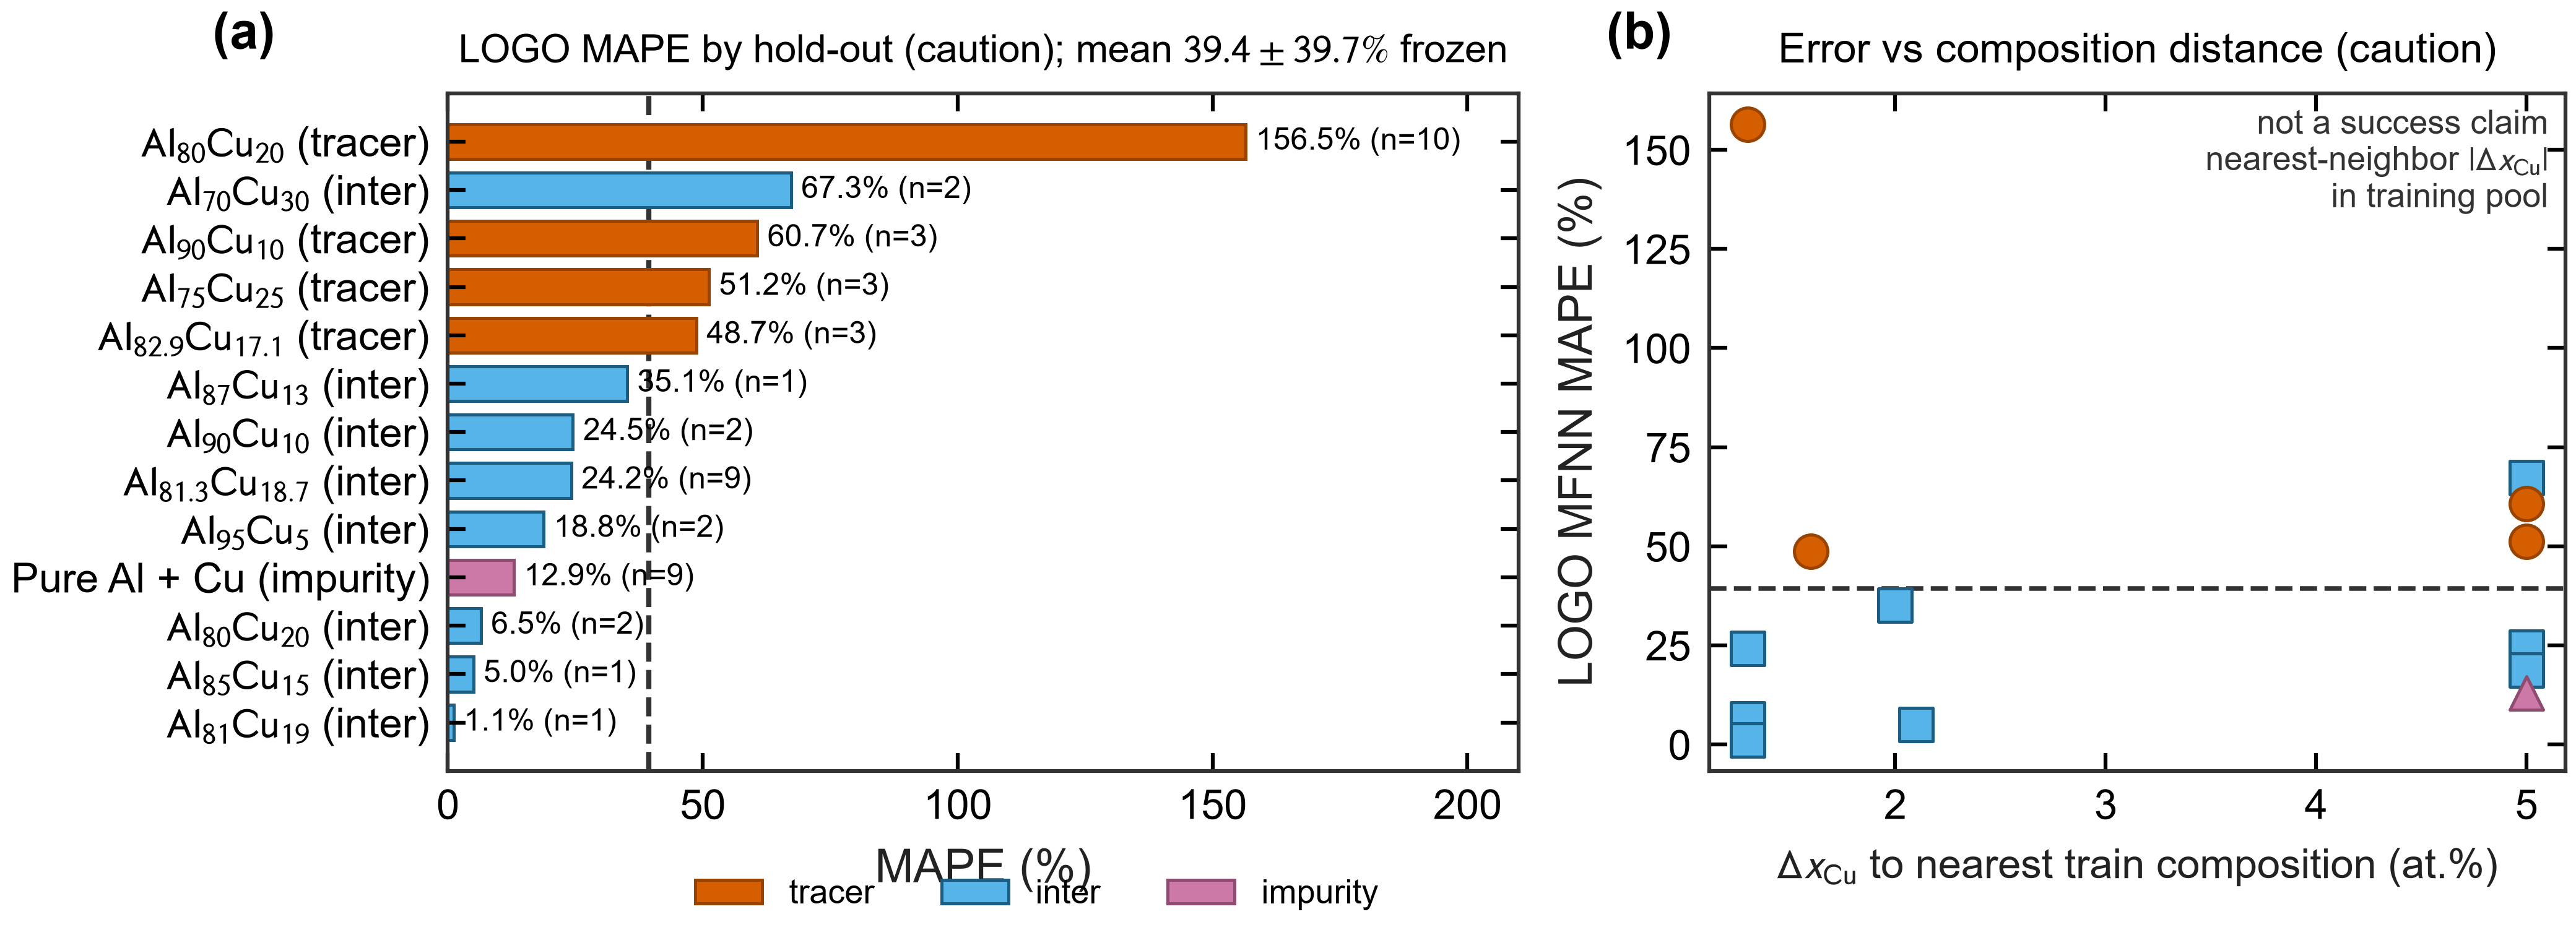 (a)
LOGO MAPE by hold-out (caution); mean 39.4 ± 39.7% frozen
Al₈₀Cu₂₀ (tracer)
156.5% (n=10)
Al₇₀Cu₃₀ (inter)
67.3% (n=2)
Al₉₀Cu₁₀ (tracer)
60.7% (n=3)
Al₇₅Cu₂₅ (tracer)
51.2% (n=3)
Al₈₂.₉Cu₁₇.₁ (tracer)
48.7% (n=3)
Al₈₇Cu₁₃ (inter)
35.1% (n=1)
Al₉₀Cu₁₀ (inter)
24.5% (n=2)
Al₈₁.₃Cu₁₈.₇ (inter)
24.2% (n=9)
Al₉₅Cu₅ (inter)
18.8% (n=2)
Pure Al + Cu (impurity)
12.9% (n=9)
Al₈₀Cu₂₀ (inter)
6.5% (n=2)
Al₈₅Cu₁₅ (inter)
5.0% (n=1)
Al₈₁Cu₁₉ (inter)
1.1% (n=1)
0 50 100 150 200
MAPE (%)
tracer inter impurity
(b)
Error vs composition distance (caution)
not a success claim
nearest-neighbor |Δx_Cu|
in training pool
LOGO MFNN MAPE (%)
150
125
100
75
50
25
0
2 3 4 5
Δx_Cu to nearest train composition (at.%)